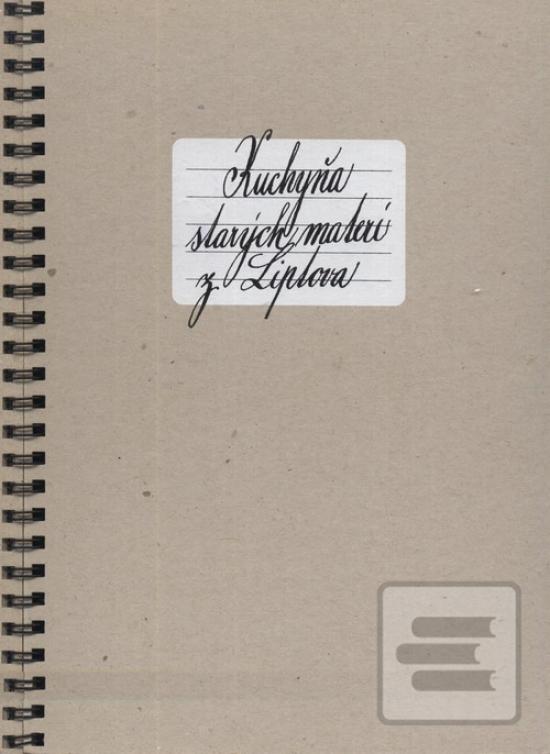 Kuchyňa
starých materí
z Liptova